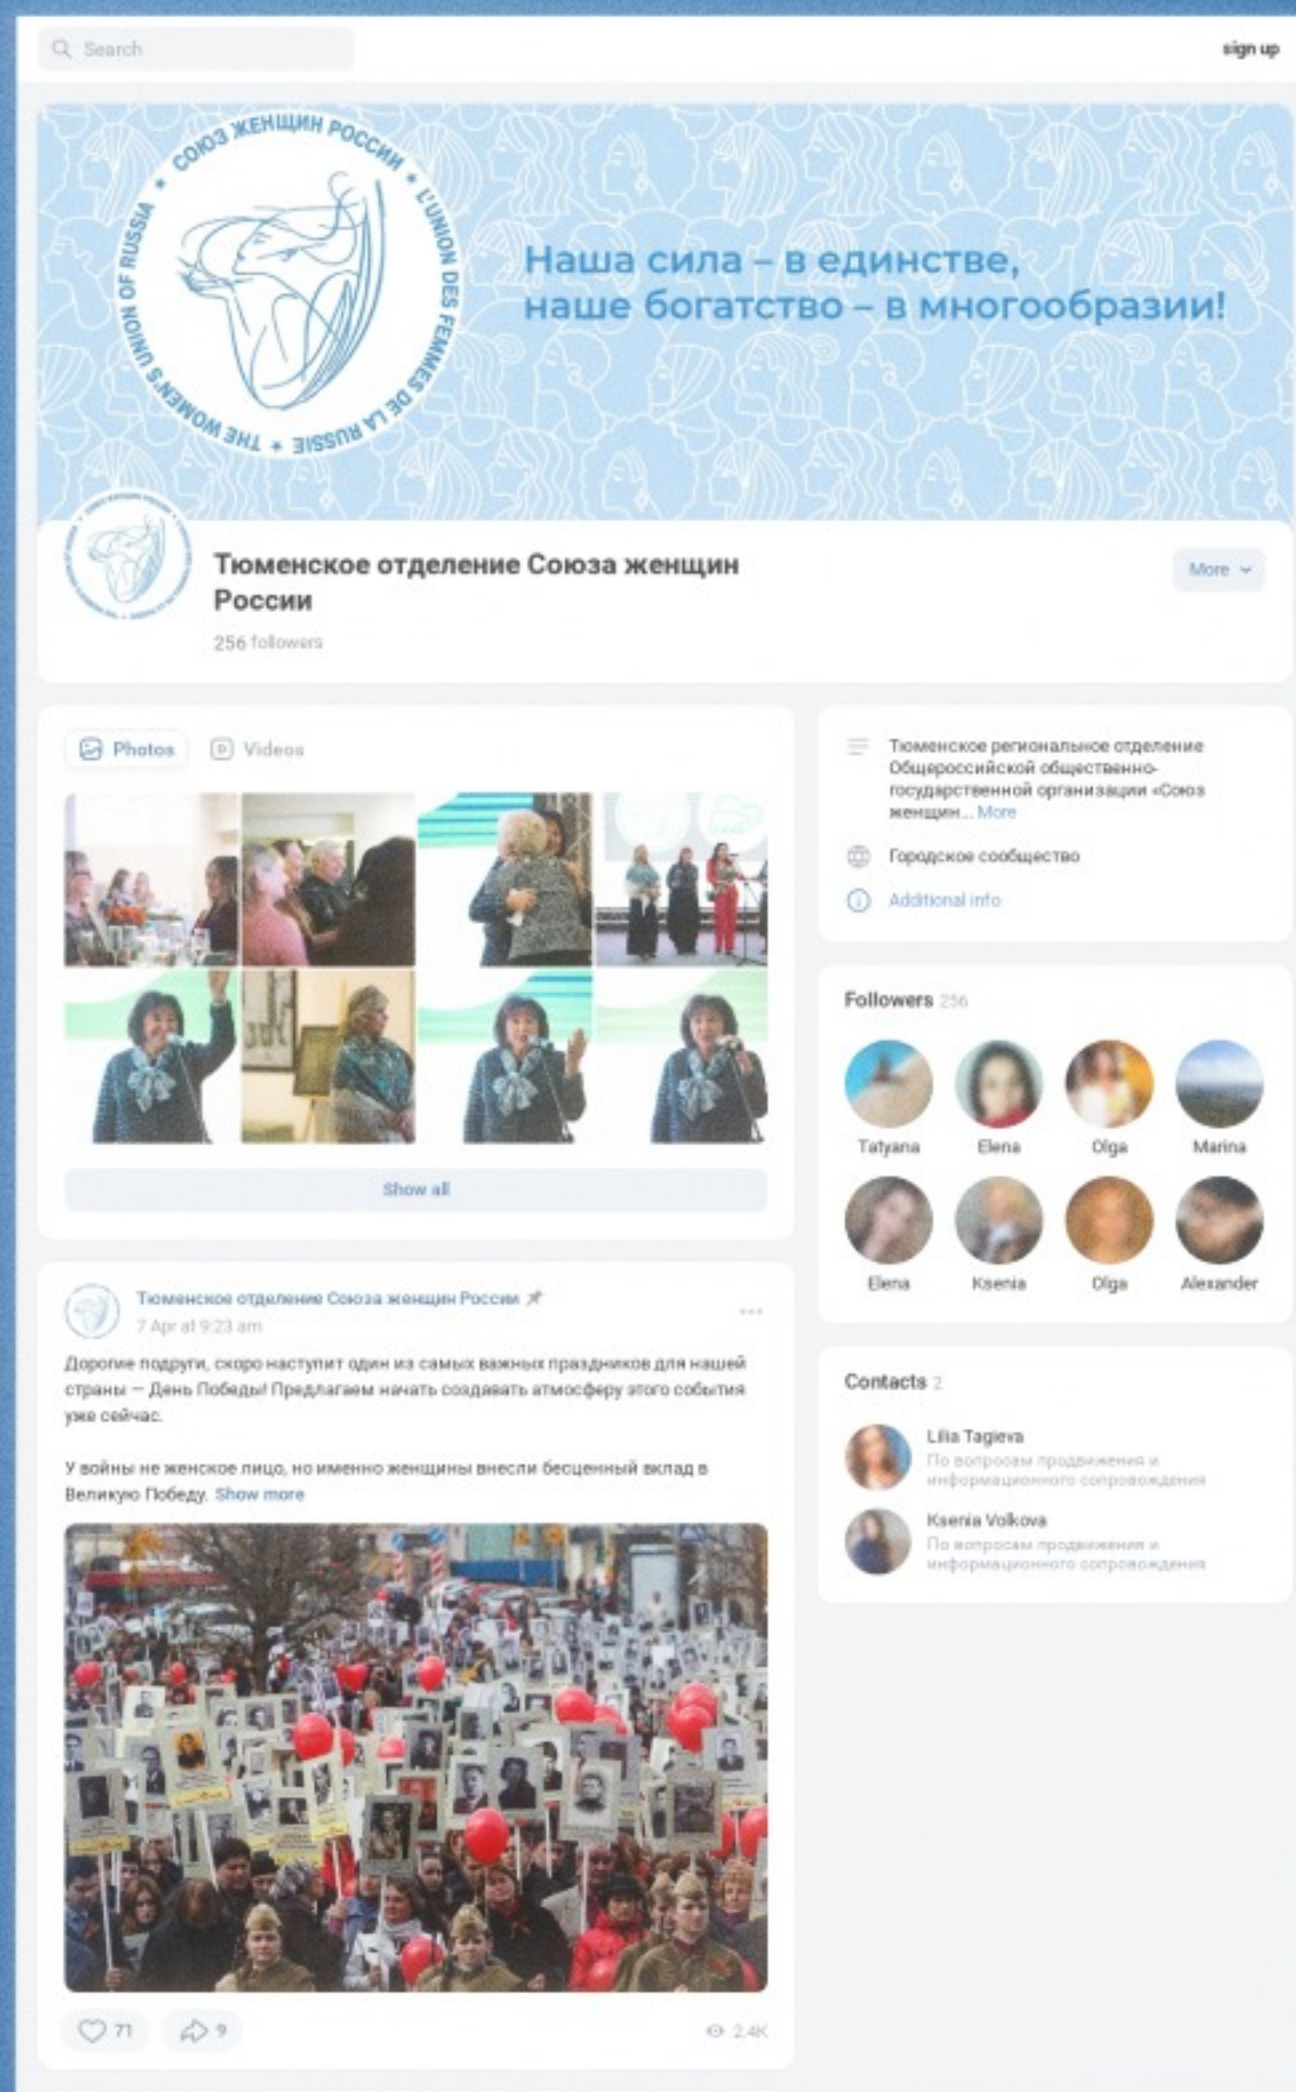 Search
sign up
СОЮЗ ЖЕНЩИН РОССИИ ★ L'UNION DES FEMMES DE LA RUSSIE ★ THE WOMEN'S UNION OF RUSSIA ★
Наша сила – в единстве,
наше богатство – в многообразии!
Тюменское отделение Союза женщин
России
256 followers
More
Photos
Videos
Show all
Тюменское региональное отделение
Общероссийской общественно-
государственной организации «Союз
женщин... More
Городское сообщество
Additional info
Followers 256
Tatyana
Elena
Olga
Marina
Elena
Ksenia
Olga
Alexander
Contacts 2
Lilia Tagieva
По вопросам продвижения и
информационного сопровождения
Ksenia Volkova
По вопросам продвижения и
информационного сопровождения
Тюменское отделение Союза женщин России
7 Apr at 9:23 am
Дорогие подруги, скоро наступит один из самых важных праздников для нашей
страны — День Победы! Предлагаем начать создавать атмосферу этого события
уже сейчас.
У войны не женское лицо, но именно женщины внесли бесценный вклад в
Великую Победу. Show more
71
9
2.4K